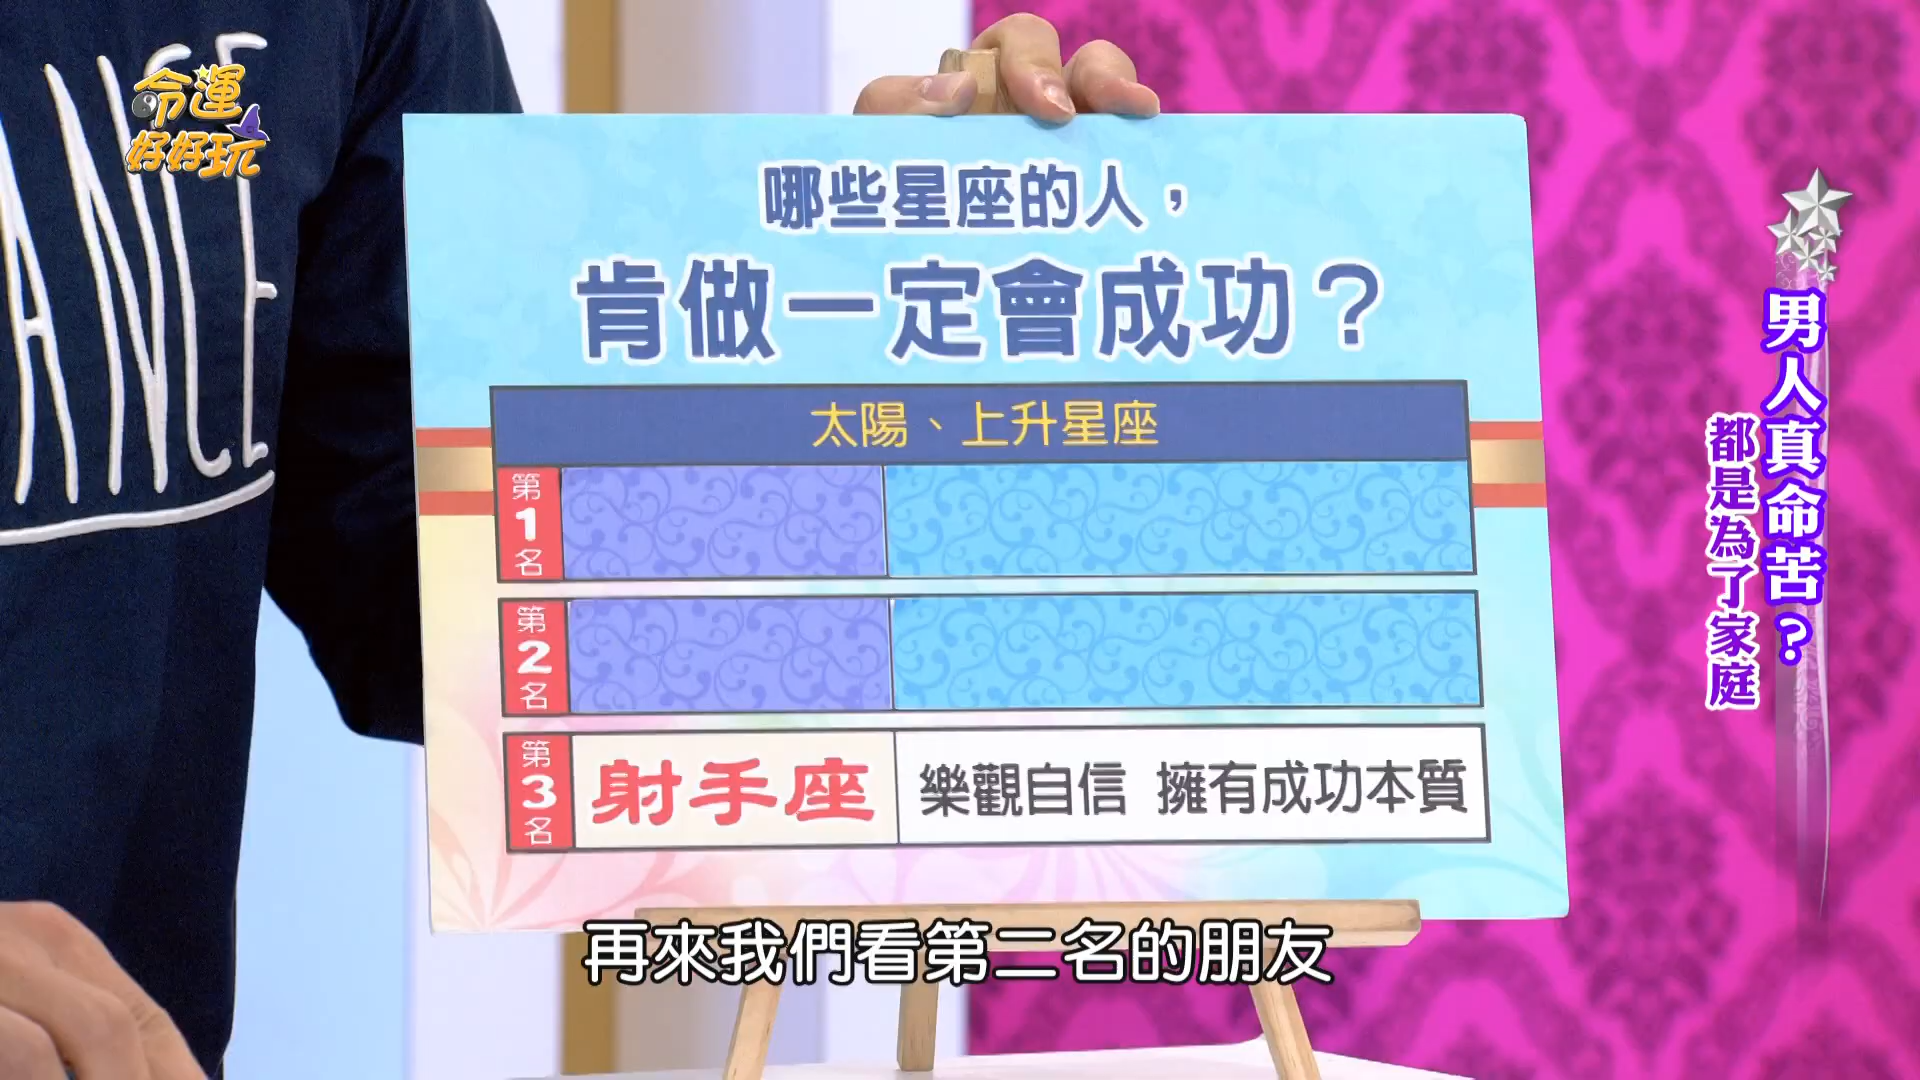 命運
好好玩
ANCE
哪些星座的人，
肯做一定會成功？
太陽、上升星座
第1名
第2名
第3名
射手座
樂觀自信 擁有成功本質
男人真命苦？
都是為了家庭
再來我們看第二名的朋友